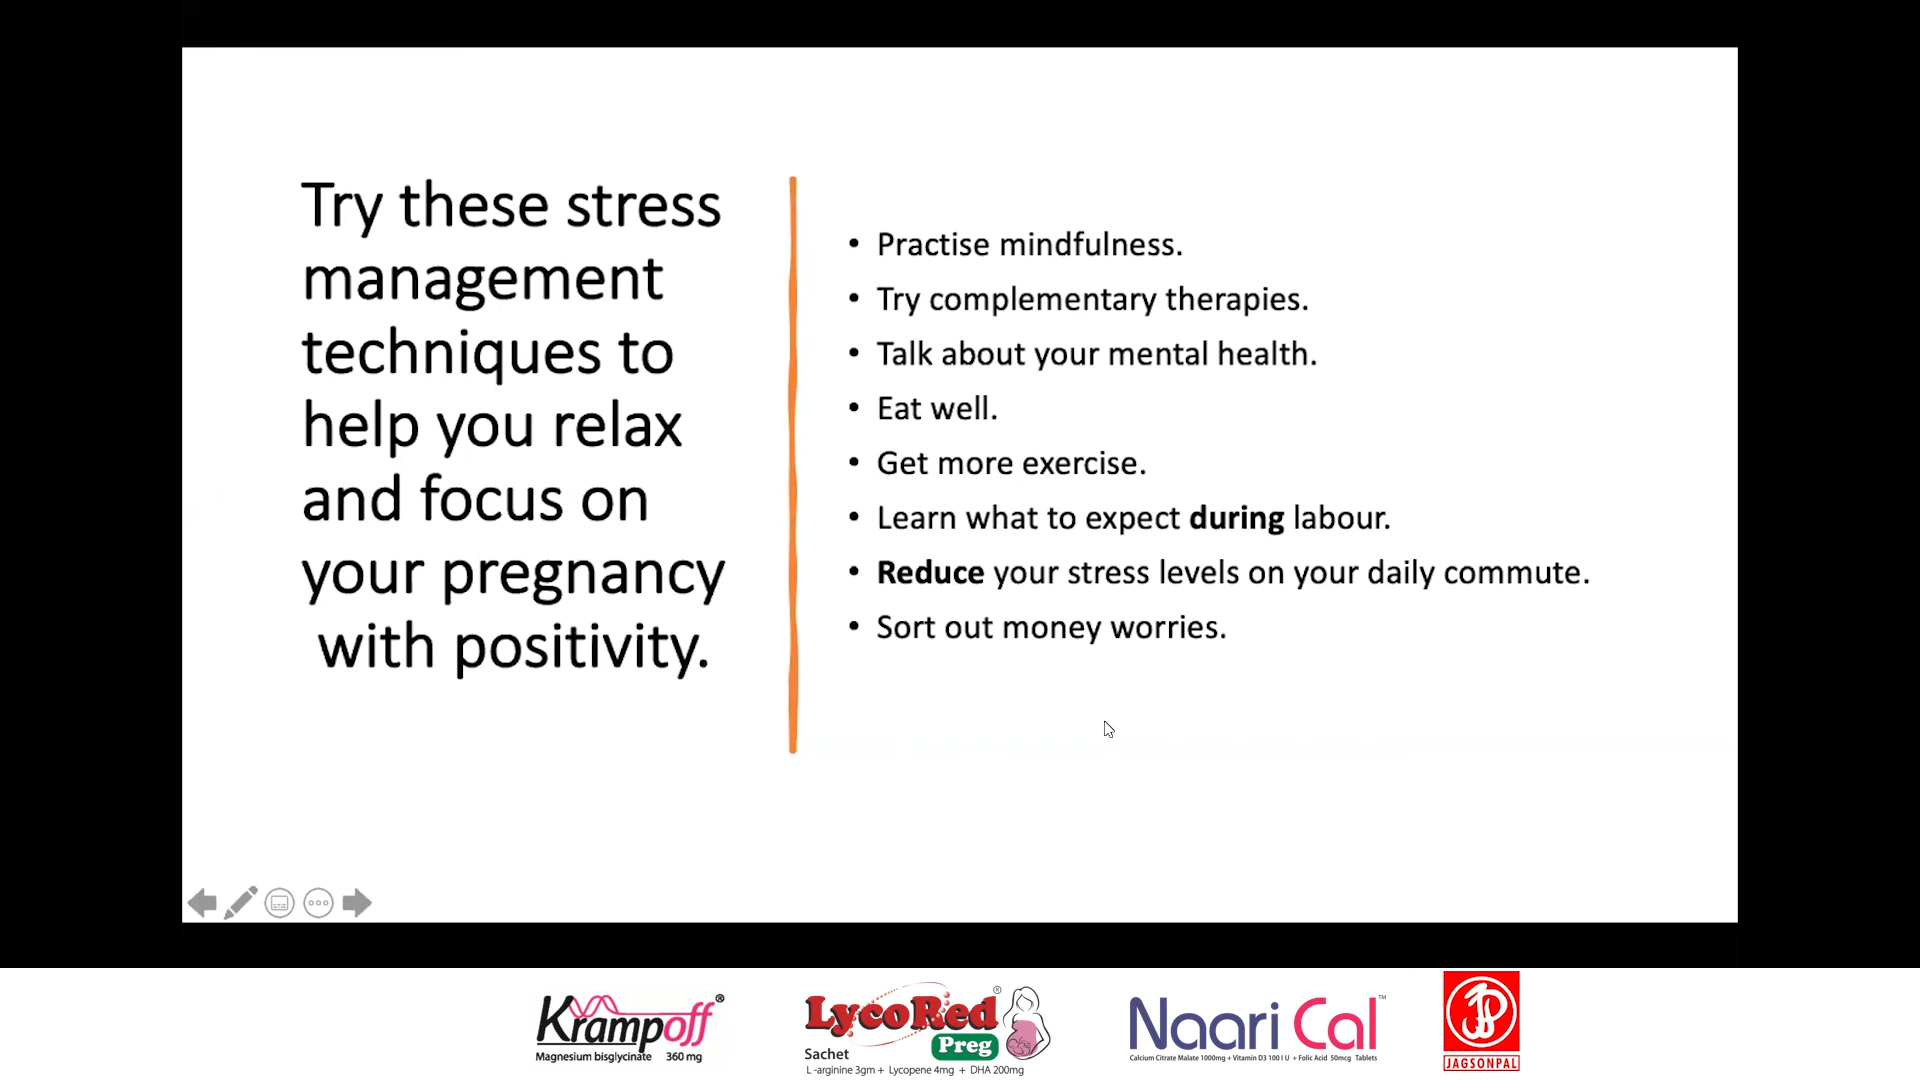 Try these stress
management
techniques to
help you relax
and focus on
your pregnancy
with positivity.
• Practise mindfulness.
• Try complementary therapies.
• Talk about your mental health.
• Eat well.
• Get more exercise.
• Learn what to expect during labour.
• Reduce your stress levels on your daily commute.
• Sort out money worries.
Krampoff®
Magnesium bisglycinate 360 mg
LycoRed®
Preg
Sachet
L -arginine 3gm + Lycopene 4mg + DHA 200mg
Naari Cal™
Calcium Citrate Malate 1000mg + Vitamin D3 100 I U + Folic Acid 50mcg Tablets
JAGSONPAL